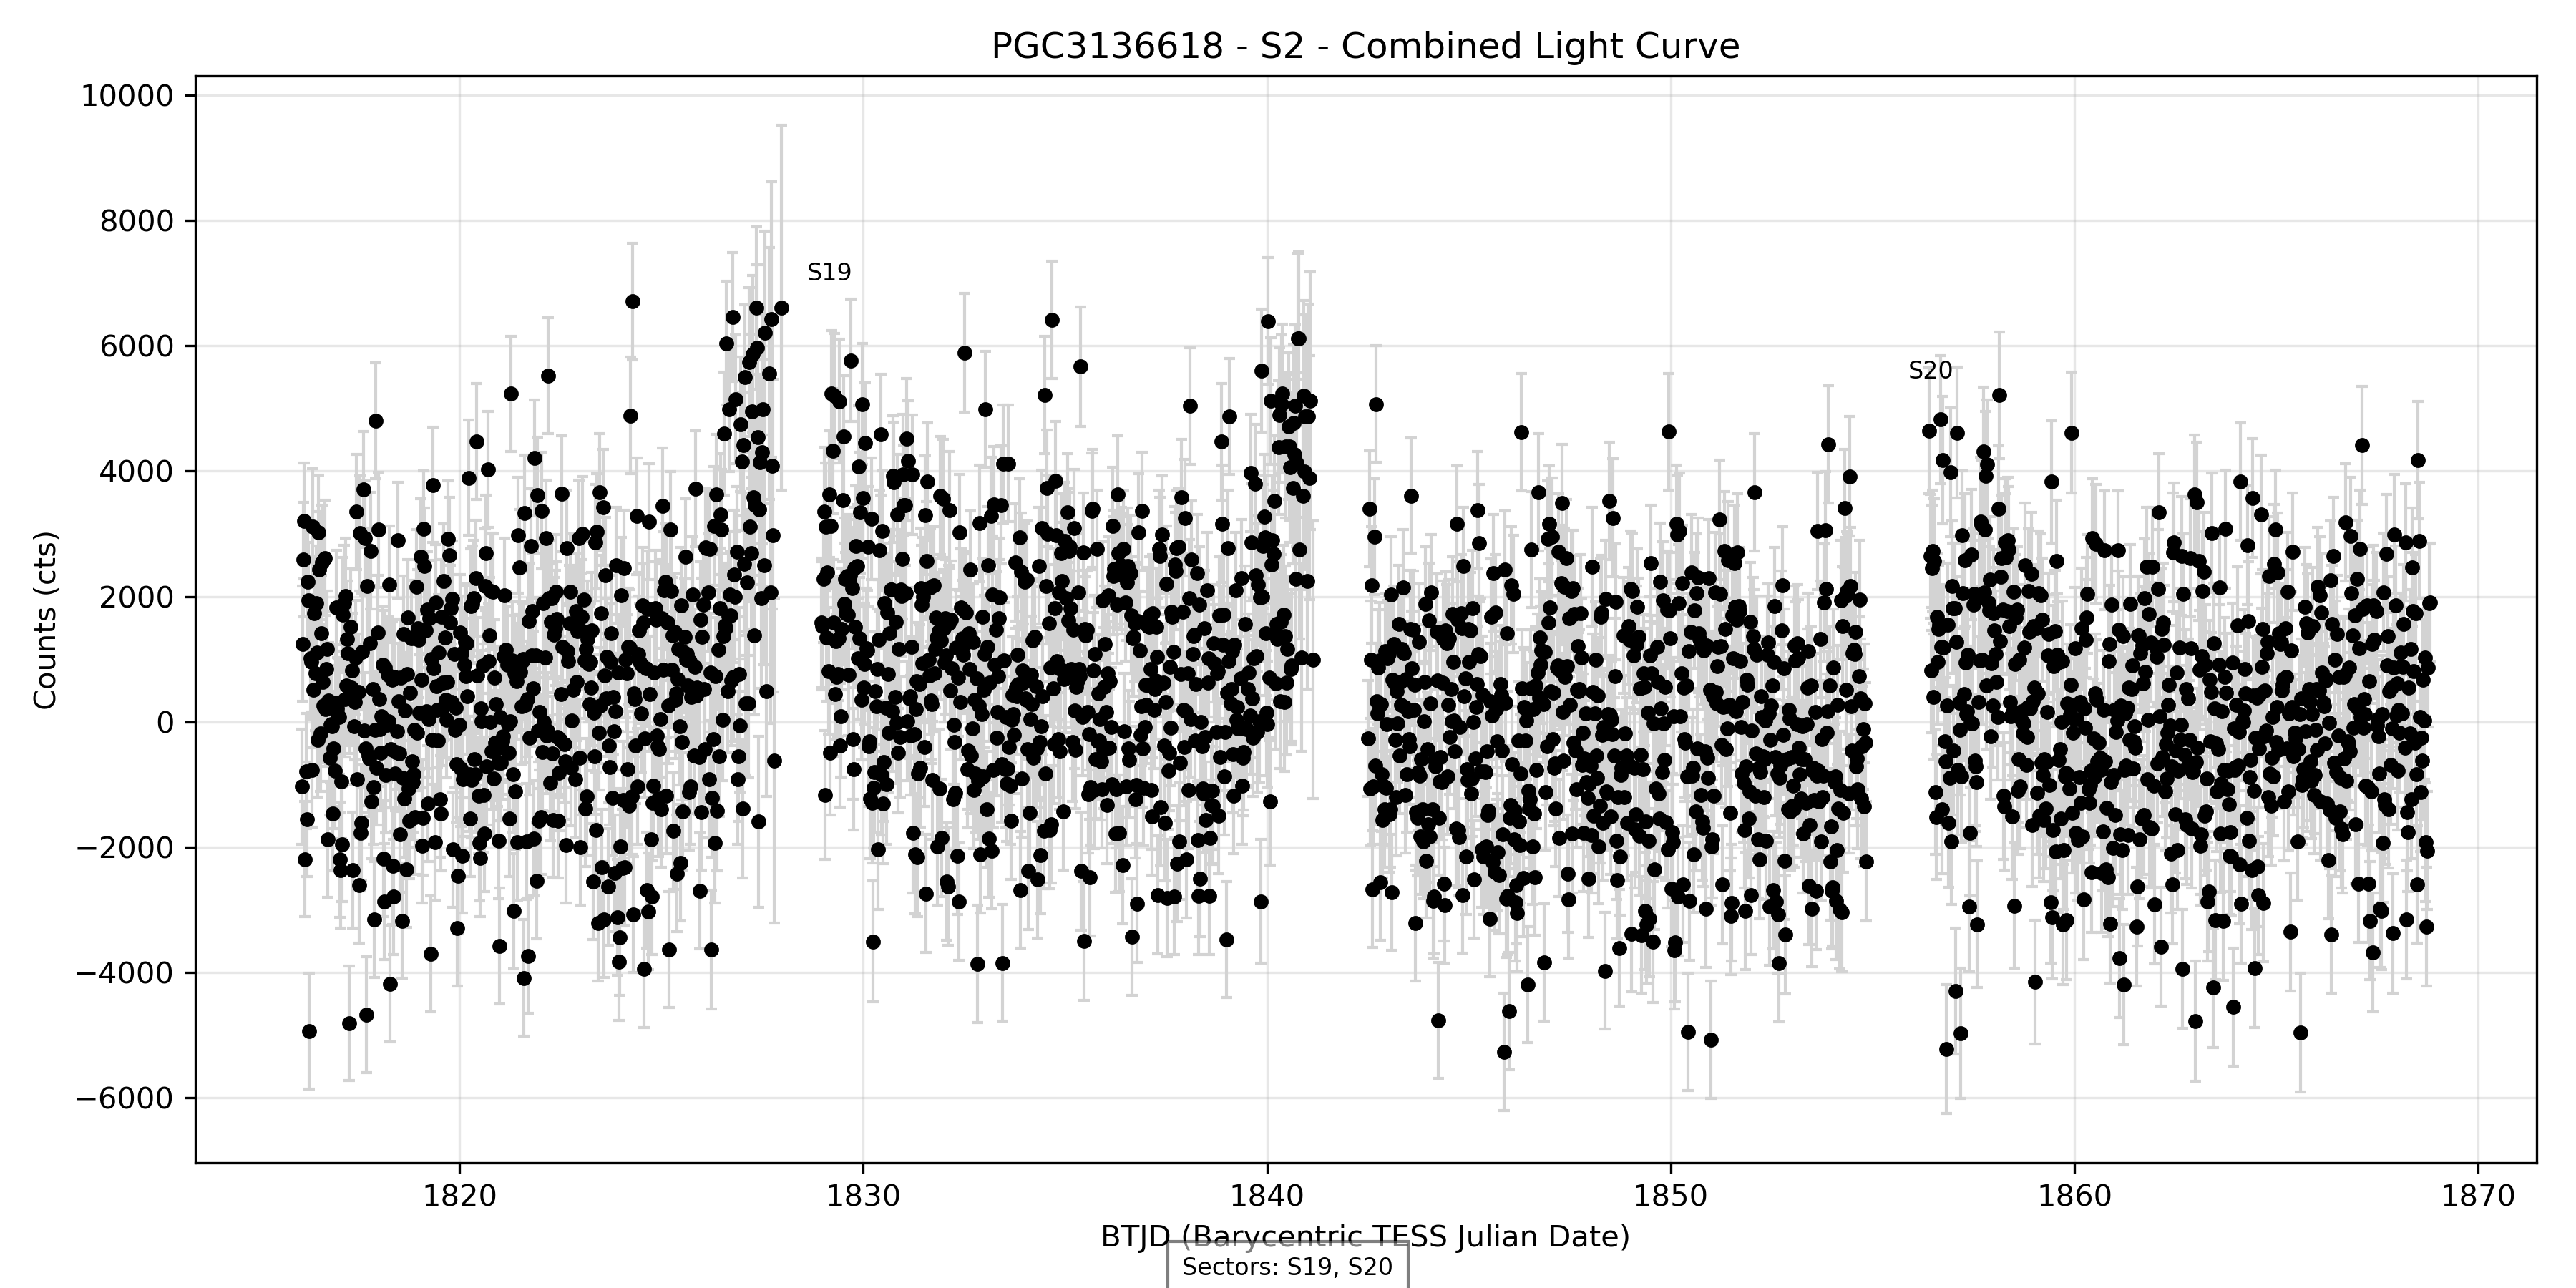 PGC3136618 - S2 - Combined Light Curve
10000
8000
6000
4000
2000
0
−2000
−4000
−6000
Counts (cts)
S19
S20
1820
1830
1840
1850
1860
1870
BTJD (Barycentric TESS Julian Date)
Sectors: S19, S20